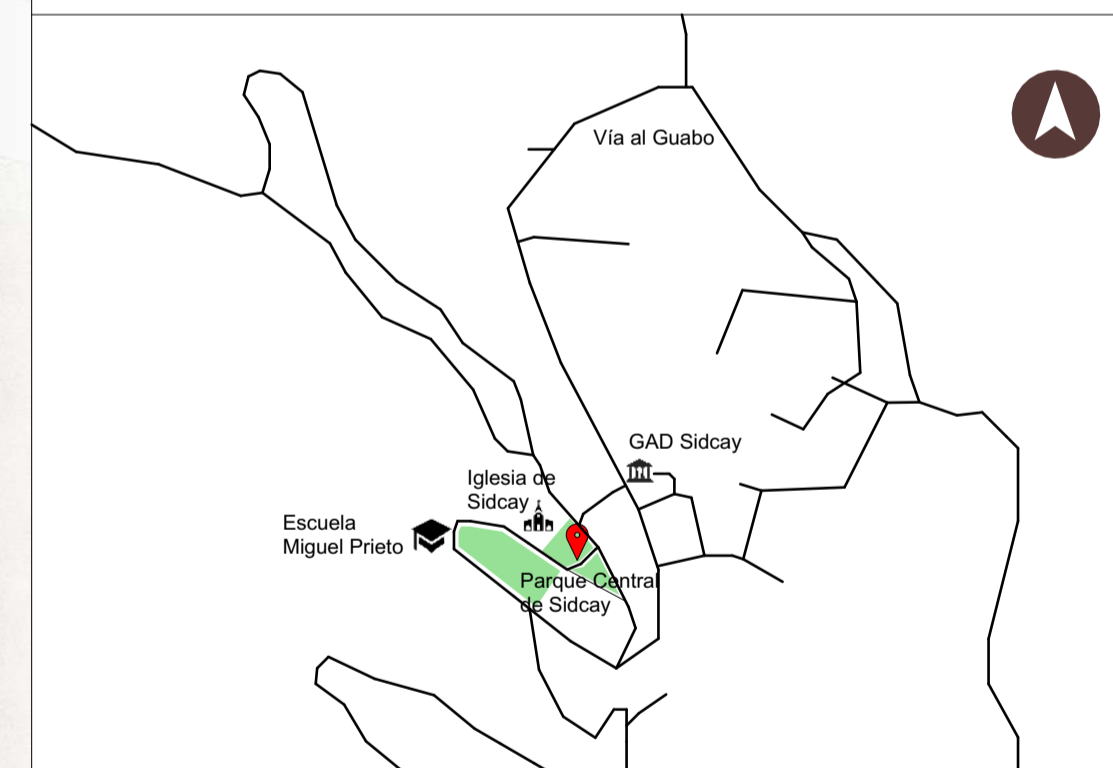 Vía al Guabo
GAD Sidcay
Iglesia de
Sidcay
Escuela
Miguel Prieto
Parque Central
de Sidcay